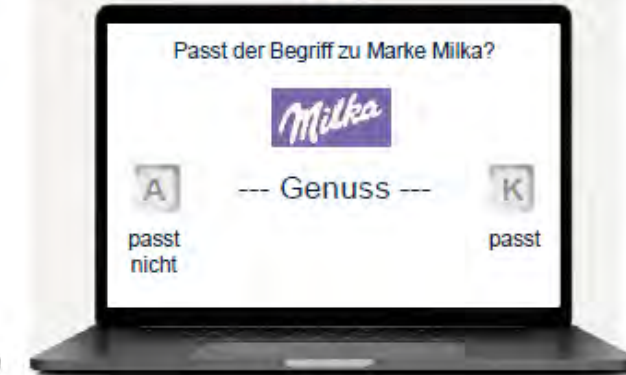 Passt der Begriff zu Marke Milka?
Milka
A
--- Genuss ---
K
passt
nicht
passt